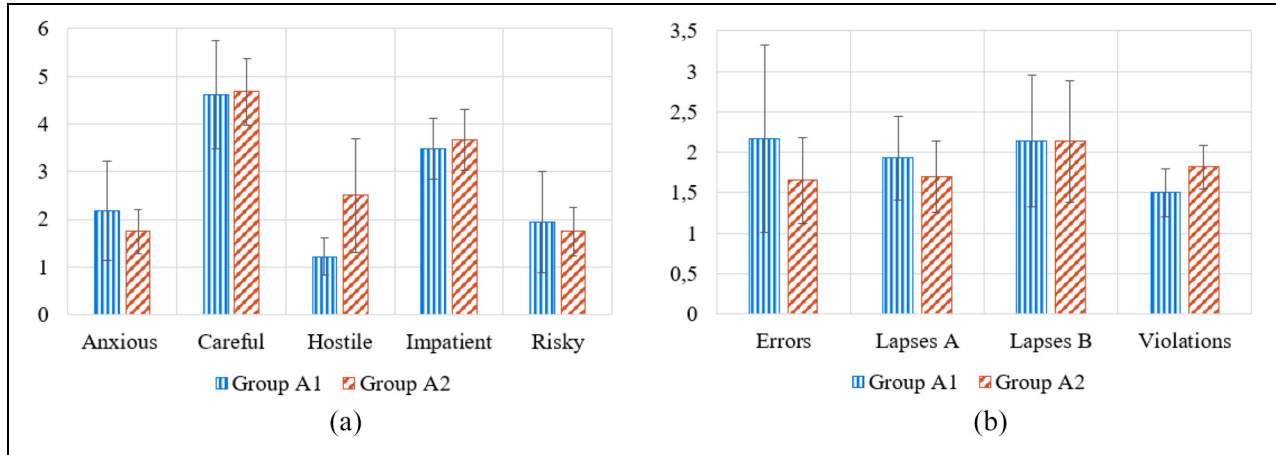 6
5
4
3
2
1
0
Anxious Careful Hostile Impatient Risky
Group A1 Group A2
(a)
3,5
3
2,5
2
1,5
1
0,5
0
Errors Lapses A Lapses B Violations
Group A1 Group A2
(b)